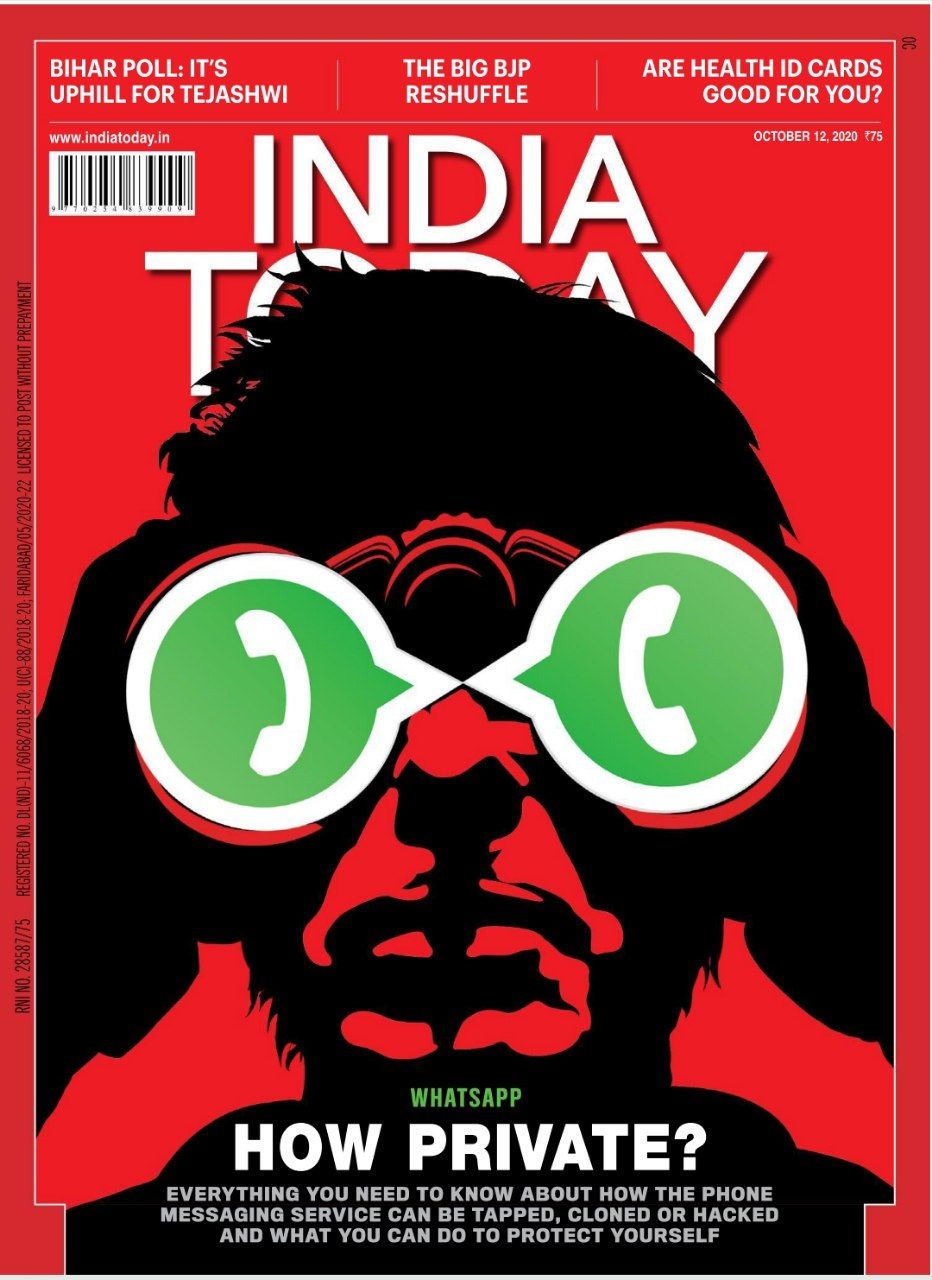 BIHAR POLL: IT'S
UPHILL FOR TEJASHWI
THE BIG BJP
RESHUFFLE
ARE HEALTH ID CARDS
GOOD FOR YOU?
www.indiatoday.in
OCTOBER 12, 2020 ₹75
9 770254 839909
INDIA
TODAY
WHATSAPP
HOW PRIVATE?
EVERYTHING YOU NEED TO KNOW ABOUT HOW THE PHONE
MESSAGING SERVICE CAN BE TAPPED, CLONED OR HACKED
AND WHAT YOU CAN DO TO PROTECT YOURSELF
RNI NO. 28587/75 REGISTERED NO. DL(ND)-11/6068/2018-20; U(C)-88/2018-20; FARIDABAD/05/2020-22 LICENSED TO POST WITHOUT PREPAYMENT